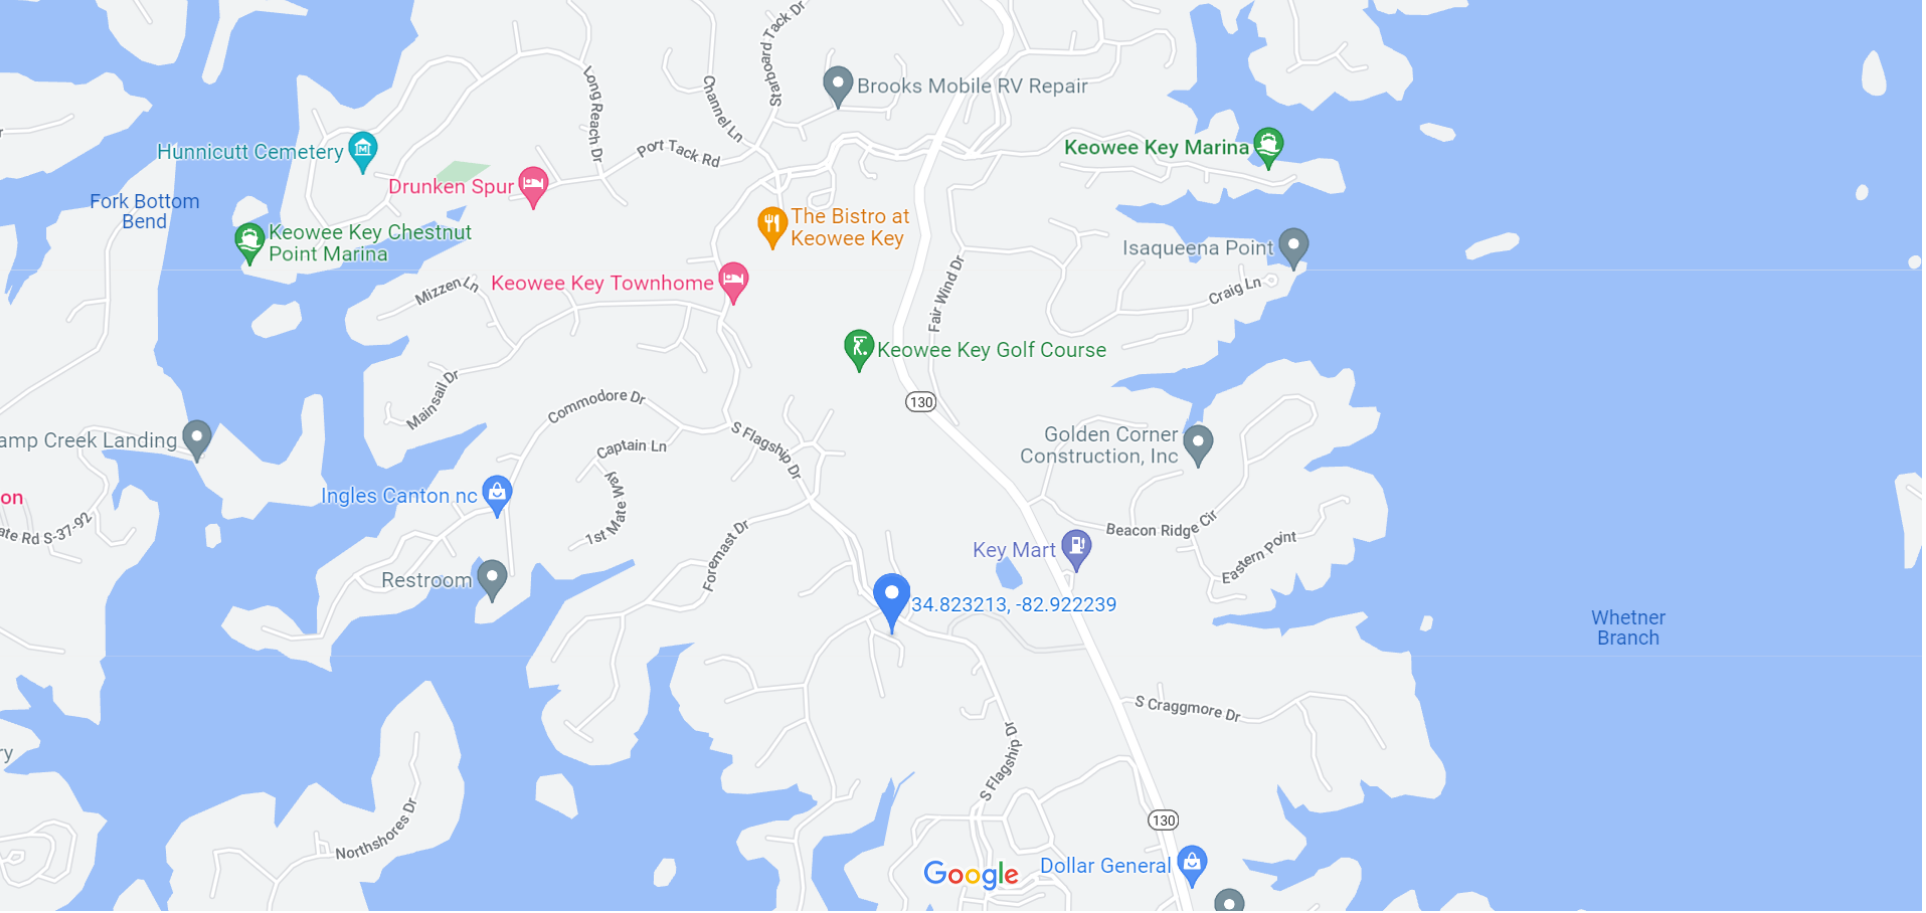 Starboard Tack Dr
Long Reach Dr
Channel Ln
Brooks Mobile RV Repair
Hunnicutt Cemetery
Port Tack Rd
Keowee Key Marina
Drunken Spur
Fork Bottom
Bend
The Bistro at
Keowee Key
Keowee Key Chestnut
Point Marina
Isaqueena Point
Mizzen Ln
Keowee Key Townhome
Craig Ln
Fair Wind Dr
Keowee Key Golf Course
Mainsail Dr
Commodore Dr
130
amp Creek Landing
Captain Ln
S Flagship Dr
Golden Corner
Construction, Inc
on
Ingles Canton nc
1st Mate Way
ate Rd S-37-92
Foremast Dr
Beacon Ridge Cir
Key Mart
Eastern Point
Restroom
34.823213, -82.922239
Whetner
Branch
S Craggmore Dr
ry
S Flagship Dr
Northshores Dr
130
Google
Dollar General